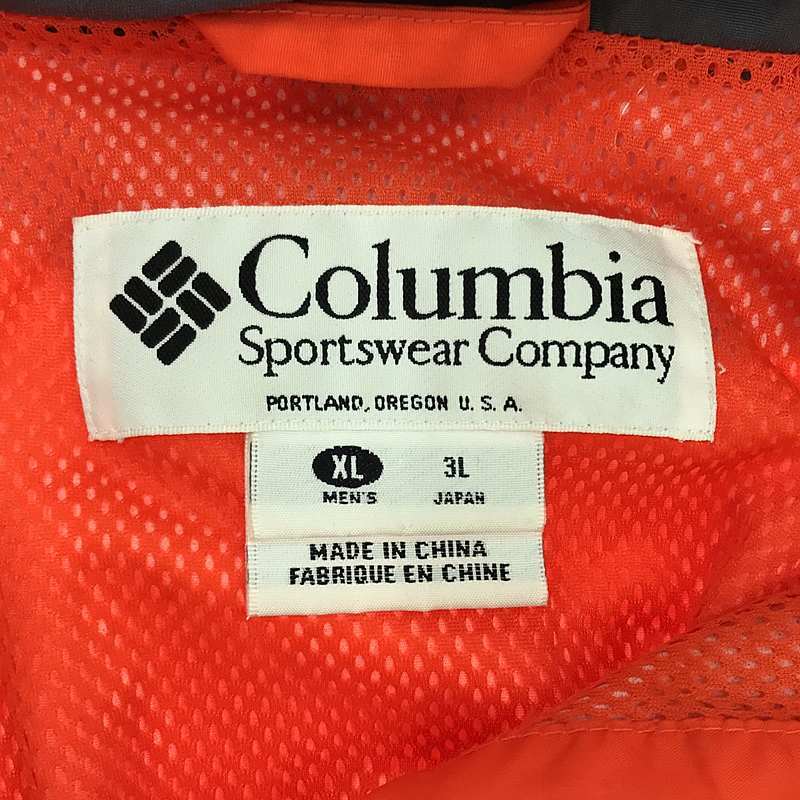 Columbia
Sportswear Company
PORTLAND, OREGON U. S. A.
XL 3L
MEN'S JAPAN
MADE IN CHINA
FABRIQUE EN CHINE